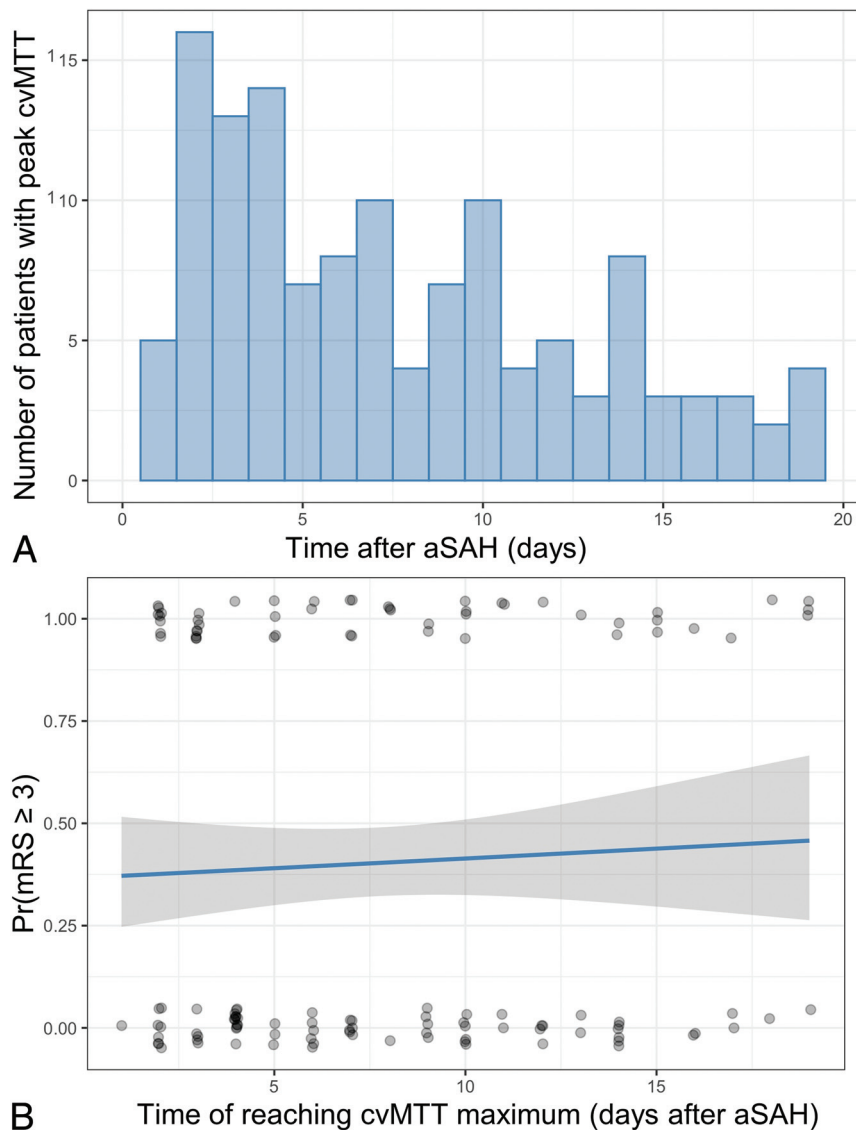 Number of patients with peak cvMTT
115
110
5
0
0
5
10
15
20
A
Time after aSAH (days)
Pr(mRS ≥ 3)
1.00
0.75
0.50
0.25
0.00
5
10
15
B
Time of reaching cvMTT maximum (days after aSAH)